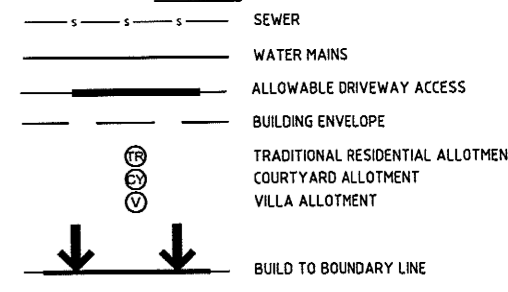 S S S SEWER
WATER MAINS
ALLOWABLE DRIVEWAY ACCESS
BUILDING ENVELOPE
TR TRADITIONAL RESIDENTIAL ALLOTMEN
CY COURTYARD ALLOTMENT
V VILLA ALLOTMENT
BUILD TO BOUNDARY LINE